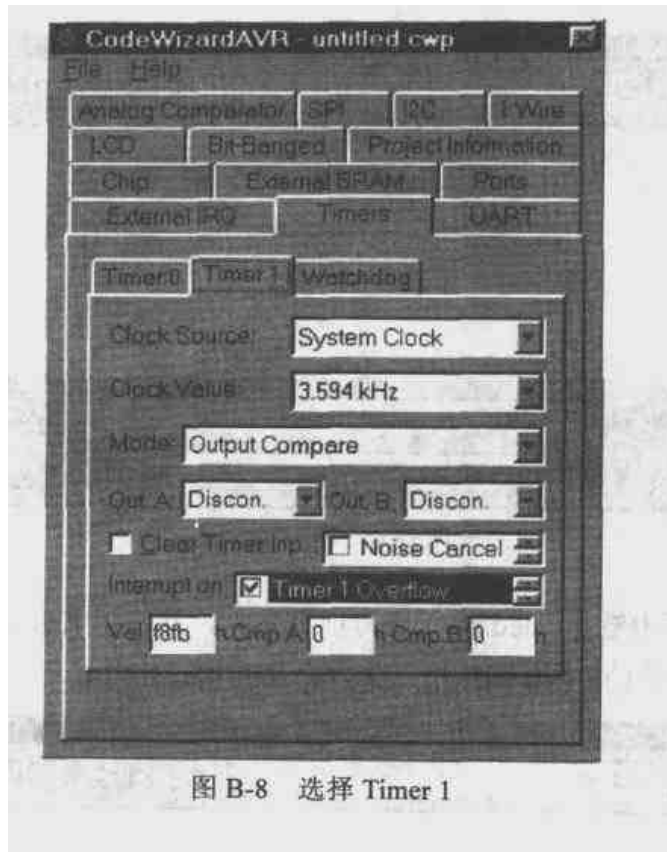 CodeWizardAVR - untitled.cwp
File Help
Analog Comparator SPI I2C 1 Wire
LCD Bit-Banged Project Information
Chip External SRAM Ports
External IRQ Timers UART
Timer 0 Timer 1 Watchdog
Clock Source: System Clock
Clock Value: 3.594 kHz
Mode: Output Compare
Out. A: Discon. Out. B: Discon.
Clear Timer Inp. Noise Cancel
Interrupt on: Timer 1 Overflow
Val: f8fb h Cmp. A: 0 h Cmp. B: 0 h
图 B-8 选择 Timer 1